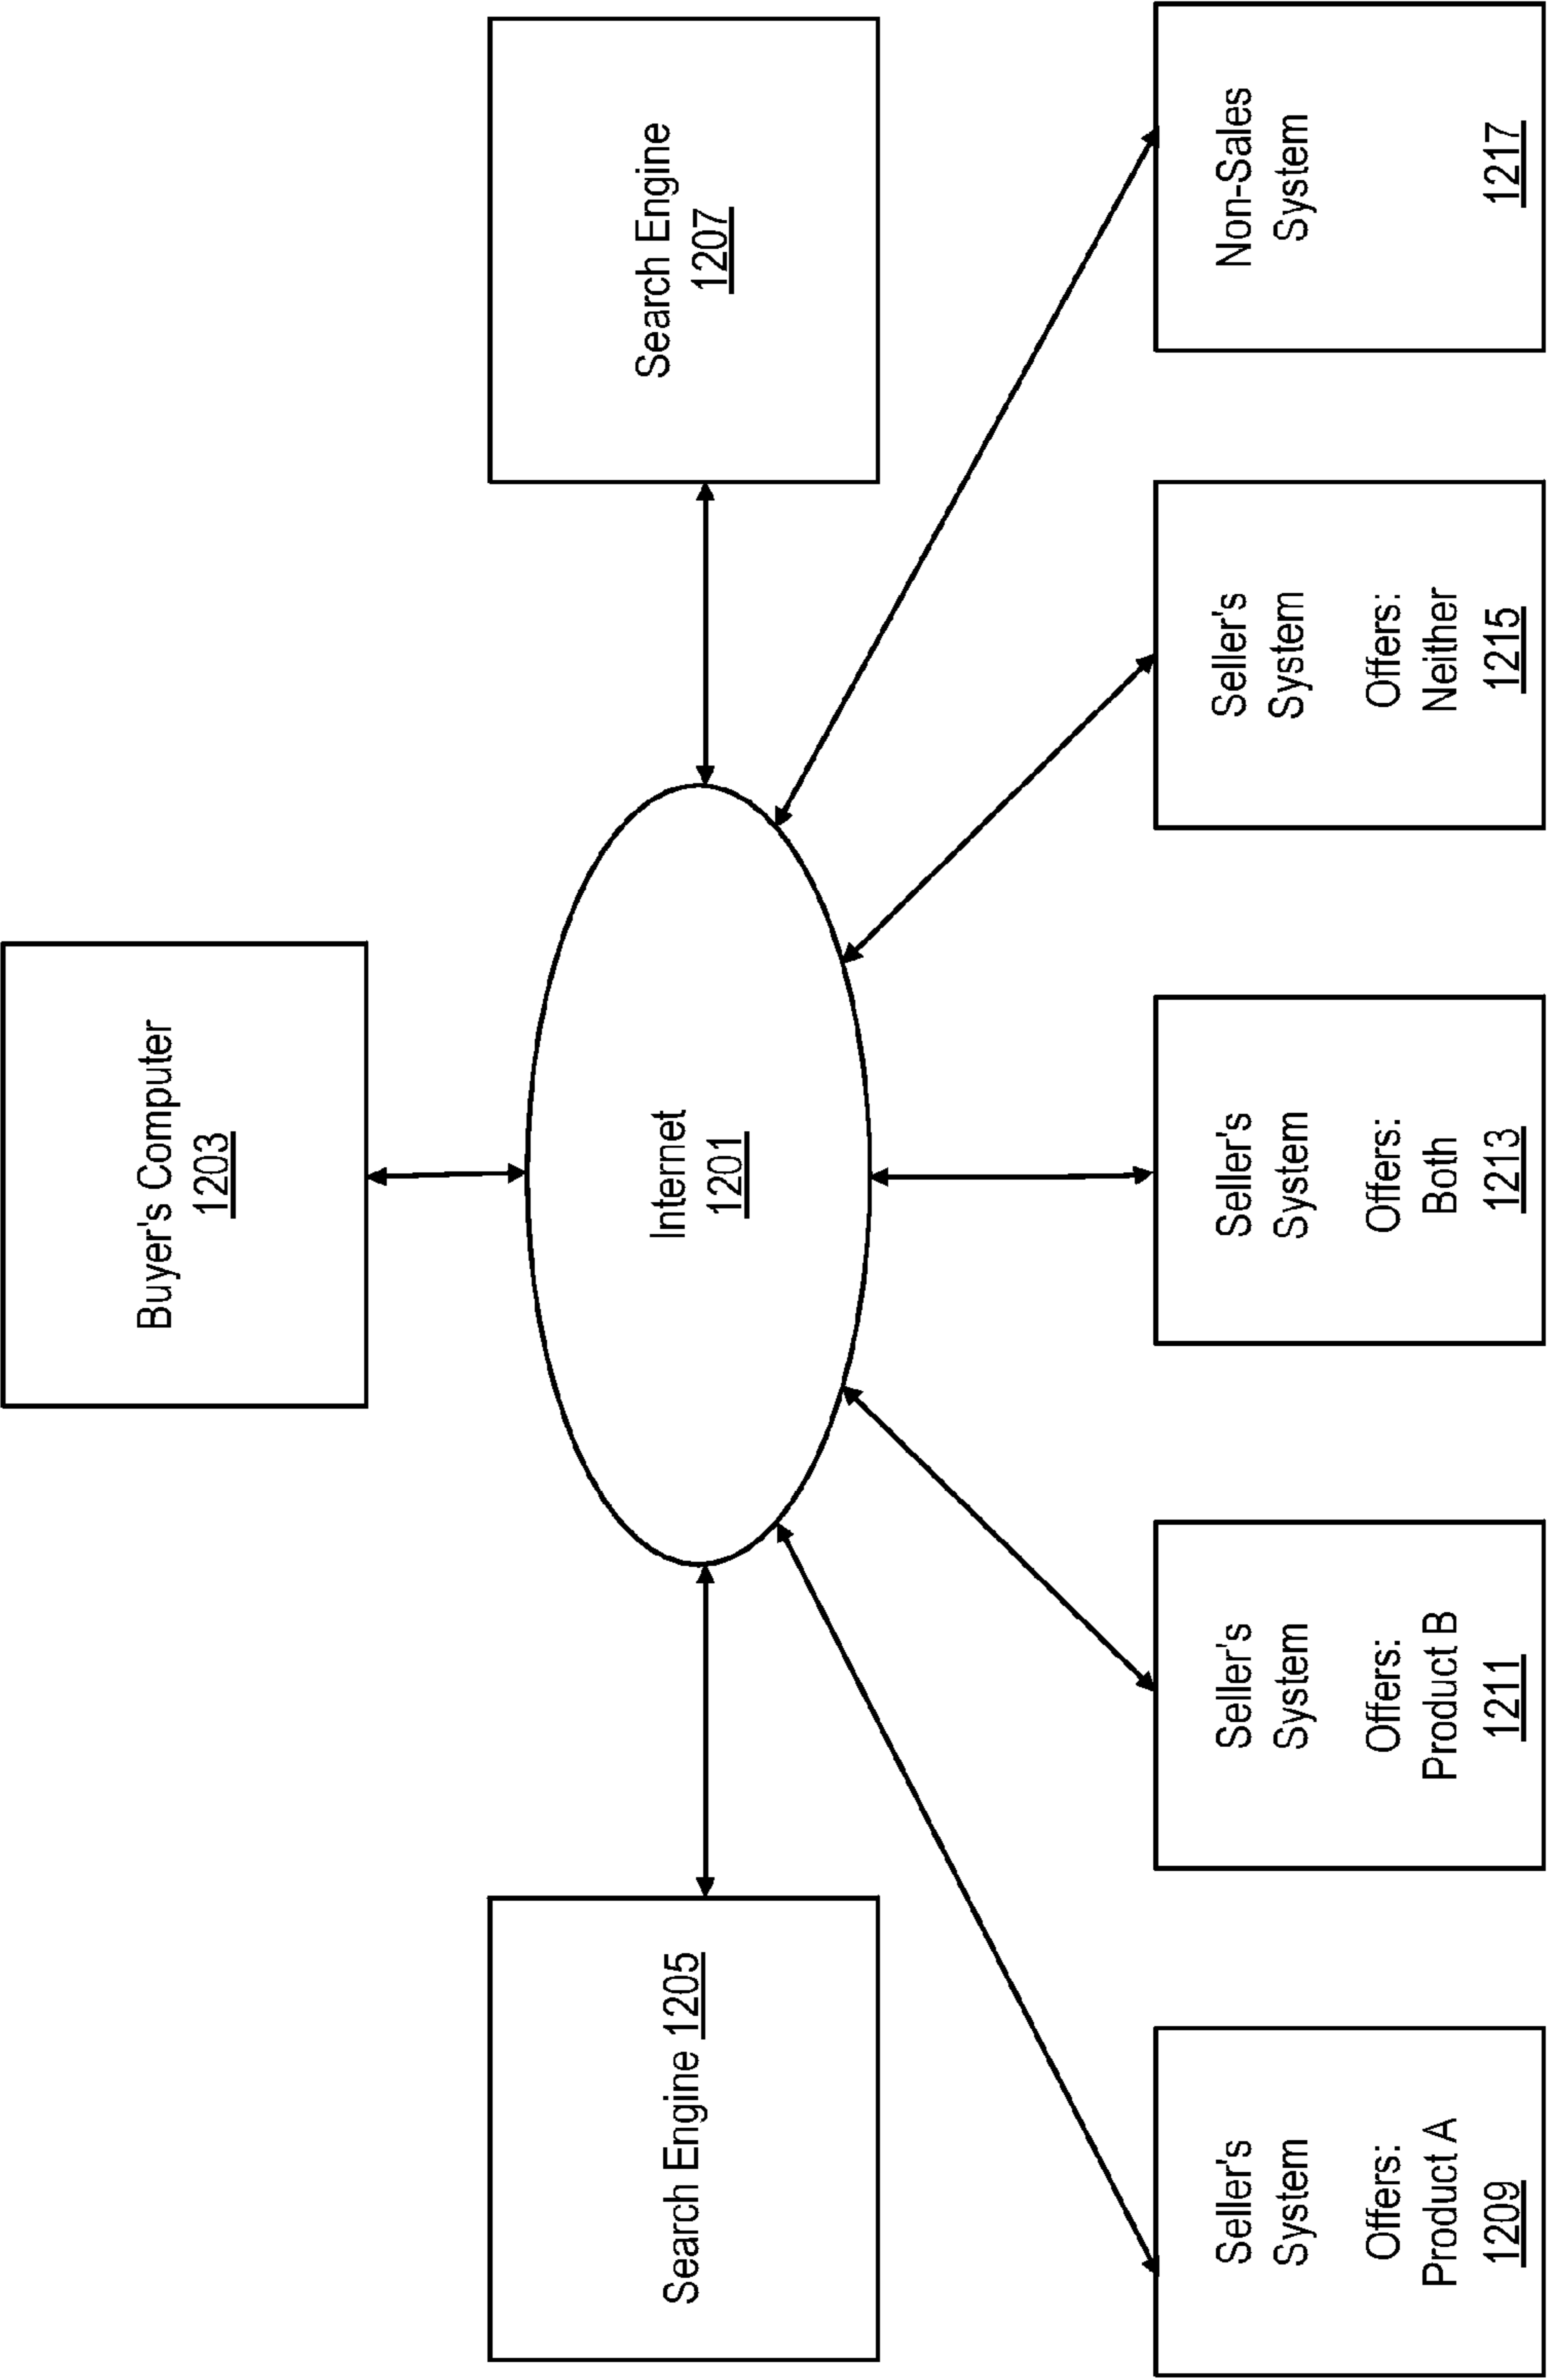 Buyer's Computer
1203
Search Engine 1205
Internet
1201
Search Engine
1207
Seller's
System
Offers:
Product A
1209
Seller's
System
Offers:
Product B
1211
Seller's
System
Offers:
Both
1213
Seller's
System
Offers:
Neither
1215
Non-Sales
System
1217